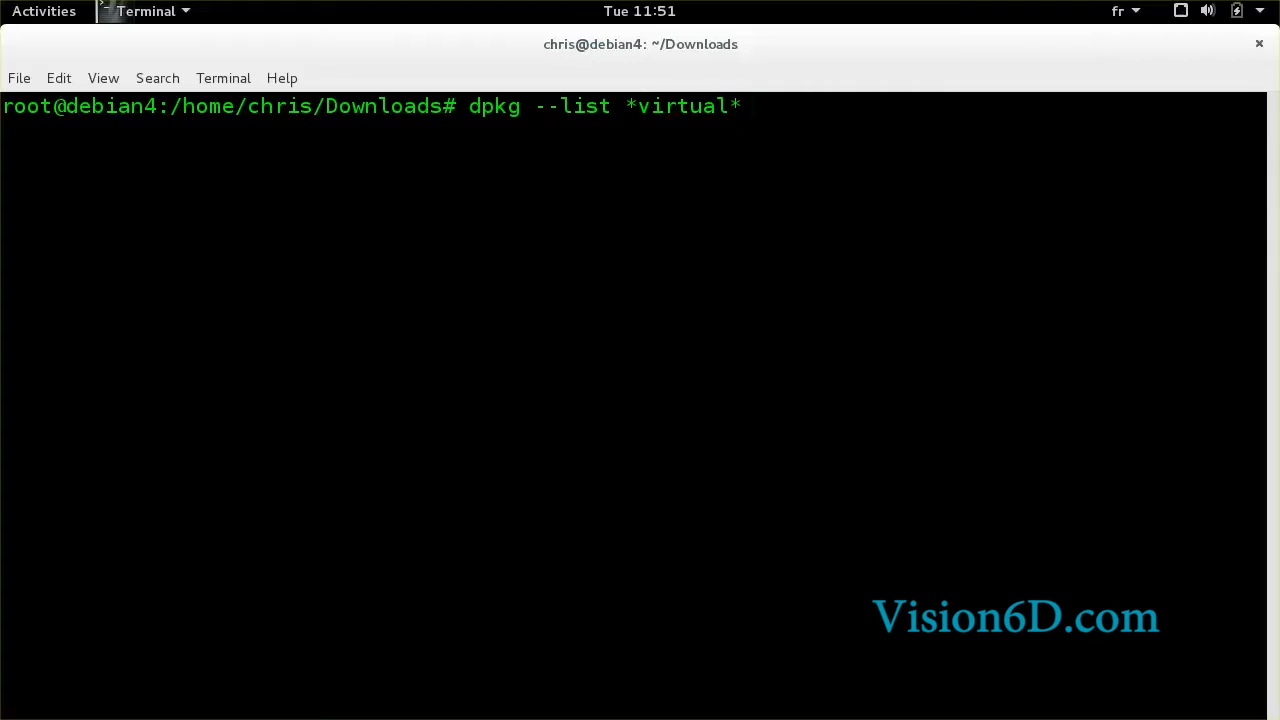 Activities Terminal Tue 11:51 fr
chris@debian4: ~/Downloads ×
File Edit View Search Terminal Help
root@debian4:/home/chris/Downloads# dpkg --list *virtual*
Vision6D.com